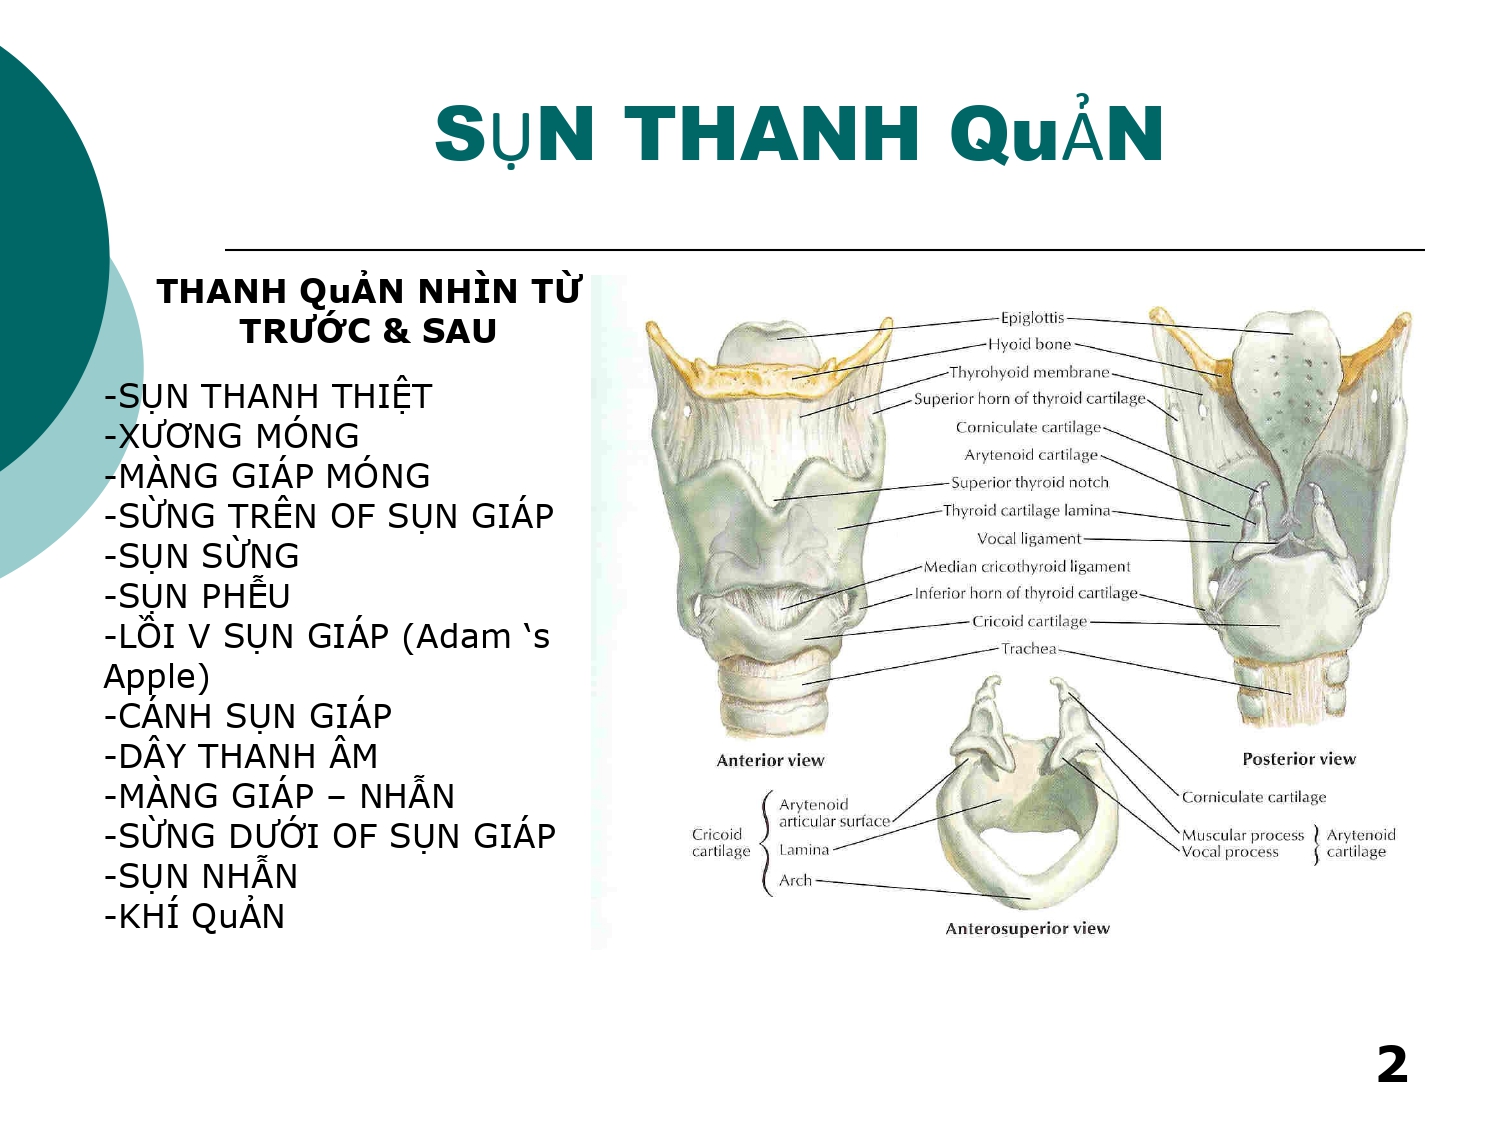 SỤN THANH QuẢN
THANH QuẢN NHÌN TỪ
TRƯỚC & SAU
-SỤN THANH THIỆT
-XƯƠNG MÓNG
-MÀNG GIÁP MÓNG
-SỪNG TRÊN OF SỤN GIÁP
-SỤN SỪNG
-SỤN PHỄU
-LỒI V SỤN GIÁP (Adam ‘s
Apple)
-CÁNH SỤN GIÁP
-DÂY THANH ÂM
-MÀNG GIÁP – NHẪN
-SỪNG DƯỚI OF SỤN GIÁP
-SỤN NHẪN
-KHÍ QuẢN
Epiglottis
Hyoid bone
Thyrohyoid membrane
Superior horn of thyroid cartilage
Corniculate cartilage
Arytenoid cartilage
Superior thyroid notch
Thyroid cartilage lamina
Vocal ligament
Median cricothyroid ligament
Inferior horn of thyroid cartilage
Cricoid cartilage
Trachea
Anterior view
Posterior view
Cricoid
cartilage
Arytenoid
articular surface
Lamina
Arch
Corniculate cartilage
Muscular process
Vocal process
Arytenoid
cartilage
Anterosuperior view
2